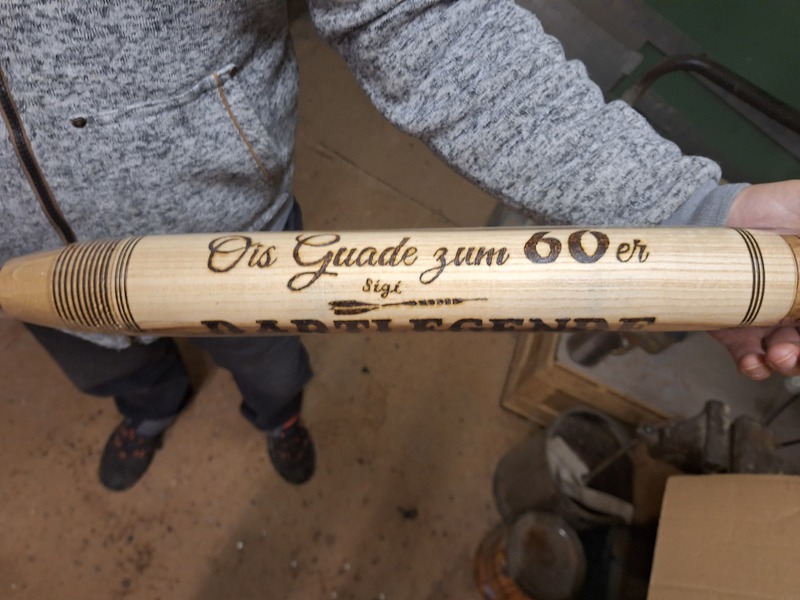 Ois Guade zum 60er
Sigi
DARTLEGENDE